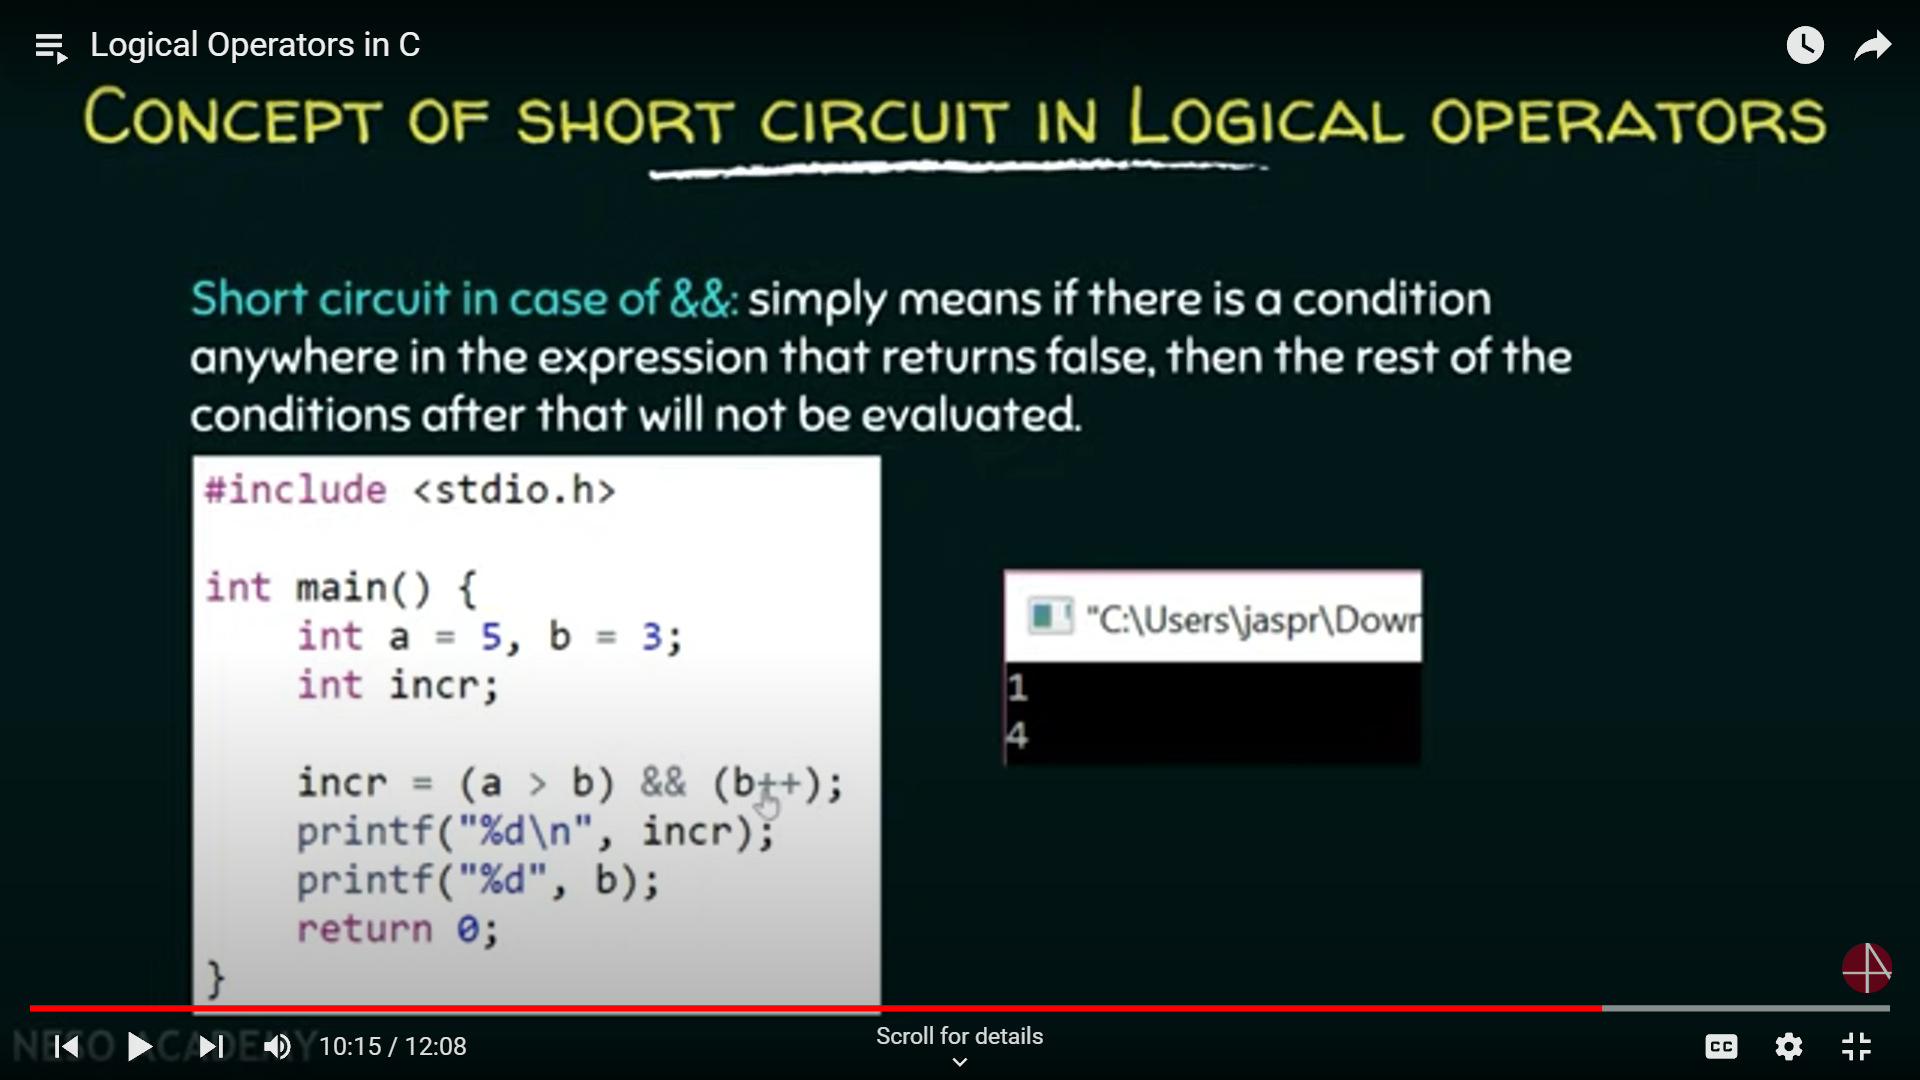 Logical Operators in C
CONCEPT OF SHORT CIRCUIT IN LOGICAL OPERATORS
Short circuit in case of &&: simply means if there is a condition
anywhere in the expression that returns false, then the rest of the
conditions after that will not be evaluated.
#include <stdio.h>
int main() {
int a = 5, b = 3;
int incr;
incr = (a > b) && (b++);
printf("%d\n", incr);
printf("%d", b);
return 0;
}
"C:\Users\jaspr\Down
1
4
NESO ACADEMY
10:15 / 12:08
Scroll for details
CC